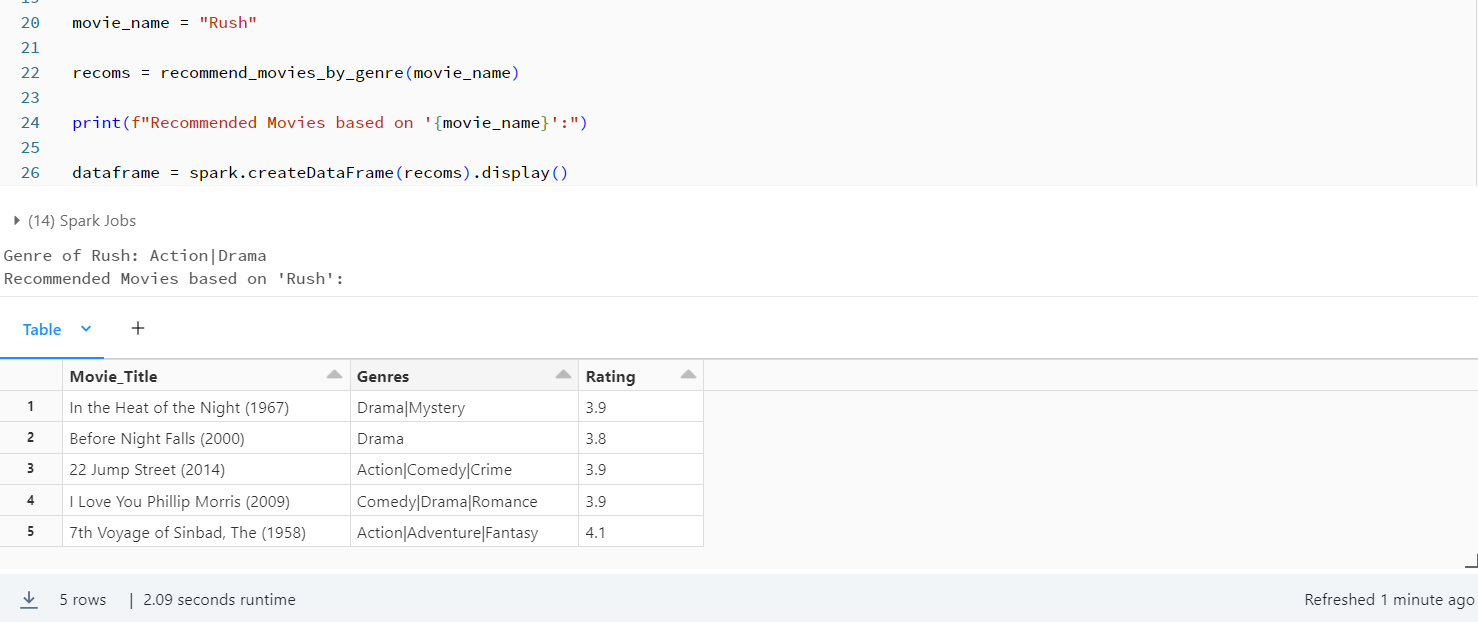 20 movie_name = "Rush"
21
22 recoms = recommend_movies_by_genre(movie_name)
23
24 print(f"Recommended Movies based on '{movie_name}':")
25
26 dataframe = spark.createDataFrame(recoms).display()
(14) Spark Jobs
Genre of Rush: Action|Drama
Recommended Movies based on 'Rush':
Table +
Movie_Title Genres Rating
1 In the Heat of the Night (1967) Drama|Mystery 3.9
2 Before Night Falls (2000) Drama 3.8
3 22 Jump Street (2014) Action|Comedy|Crime 3.9
4 I Love You Phillip Morris (2009) Comedy|Drama|Romance 3.9
5 7th Voyage of Sinbad, The (1958) Action|Adventure|Fantasy 4.1
5 rows | 2.09 seconds runtime Refreshed 1 minute ago